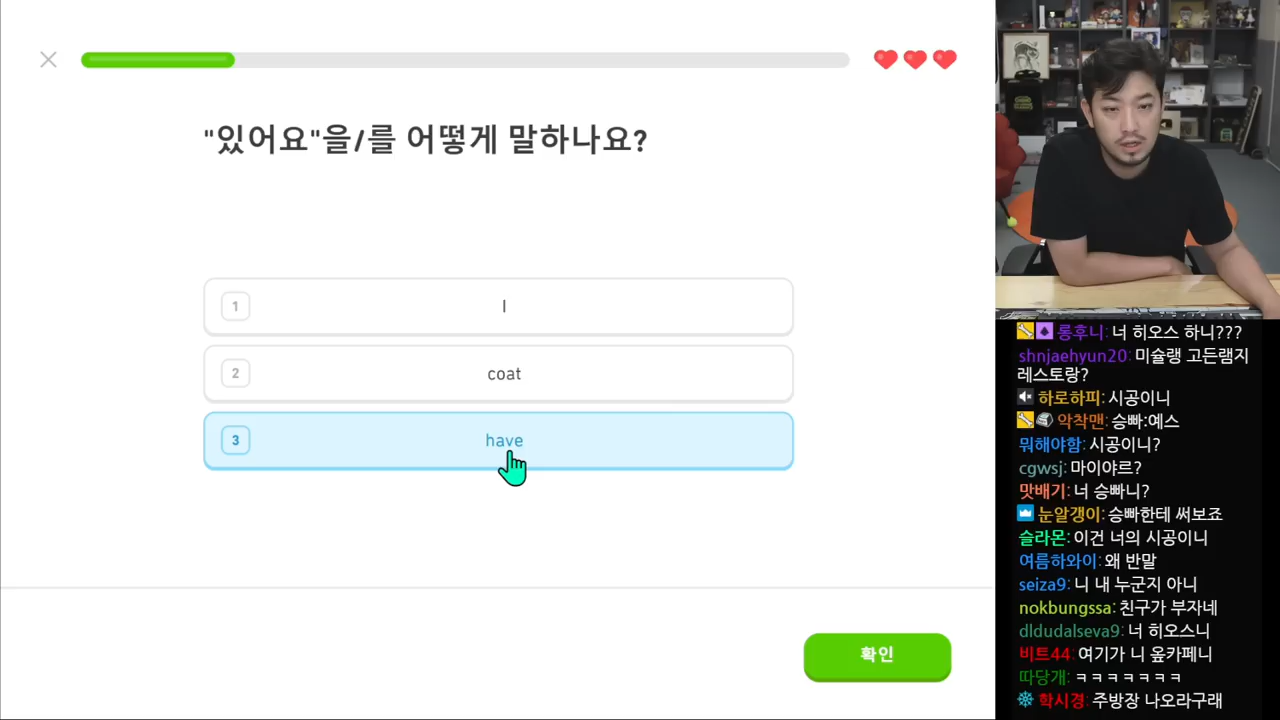 "있어요"을/를 어떻게 말하나요?
1 I
2 coat
3 have
확인
롱후니: 너 히오스 하니???
shnjaehyun20: 미슐랭 고든램지
레스토랑?
하로하피: 시공이니
악착맨: 승빠:예스
뭐해야함: 시공이니?
cgwsj: 마이야르?
맛배기: 너 승빠니?
눈알갱이: 승빠한테 써보죠
슬라몬: 이건 너의 시공이니
여름하와이: 왜 반말
seiza9: 니 내 누군지 아니
nokbungssa: 친구가 부자네
dldudalseva9: 너 히오스니
비트44: 여기가 니 옾카페니
따당개: ㅋㅋㅋㅋㅋㅋㅋ
학시경: 주방장 나오라구래